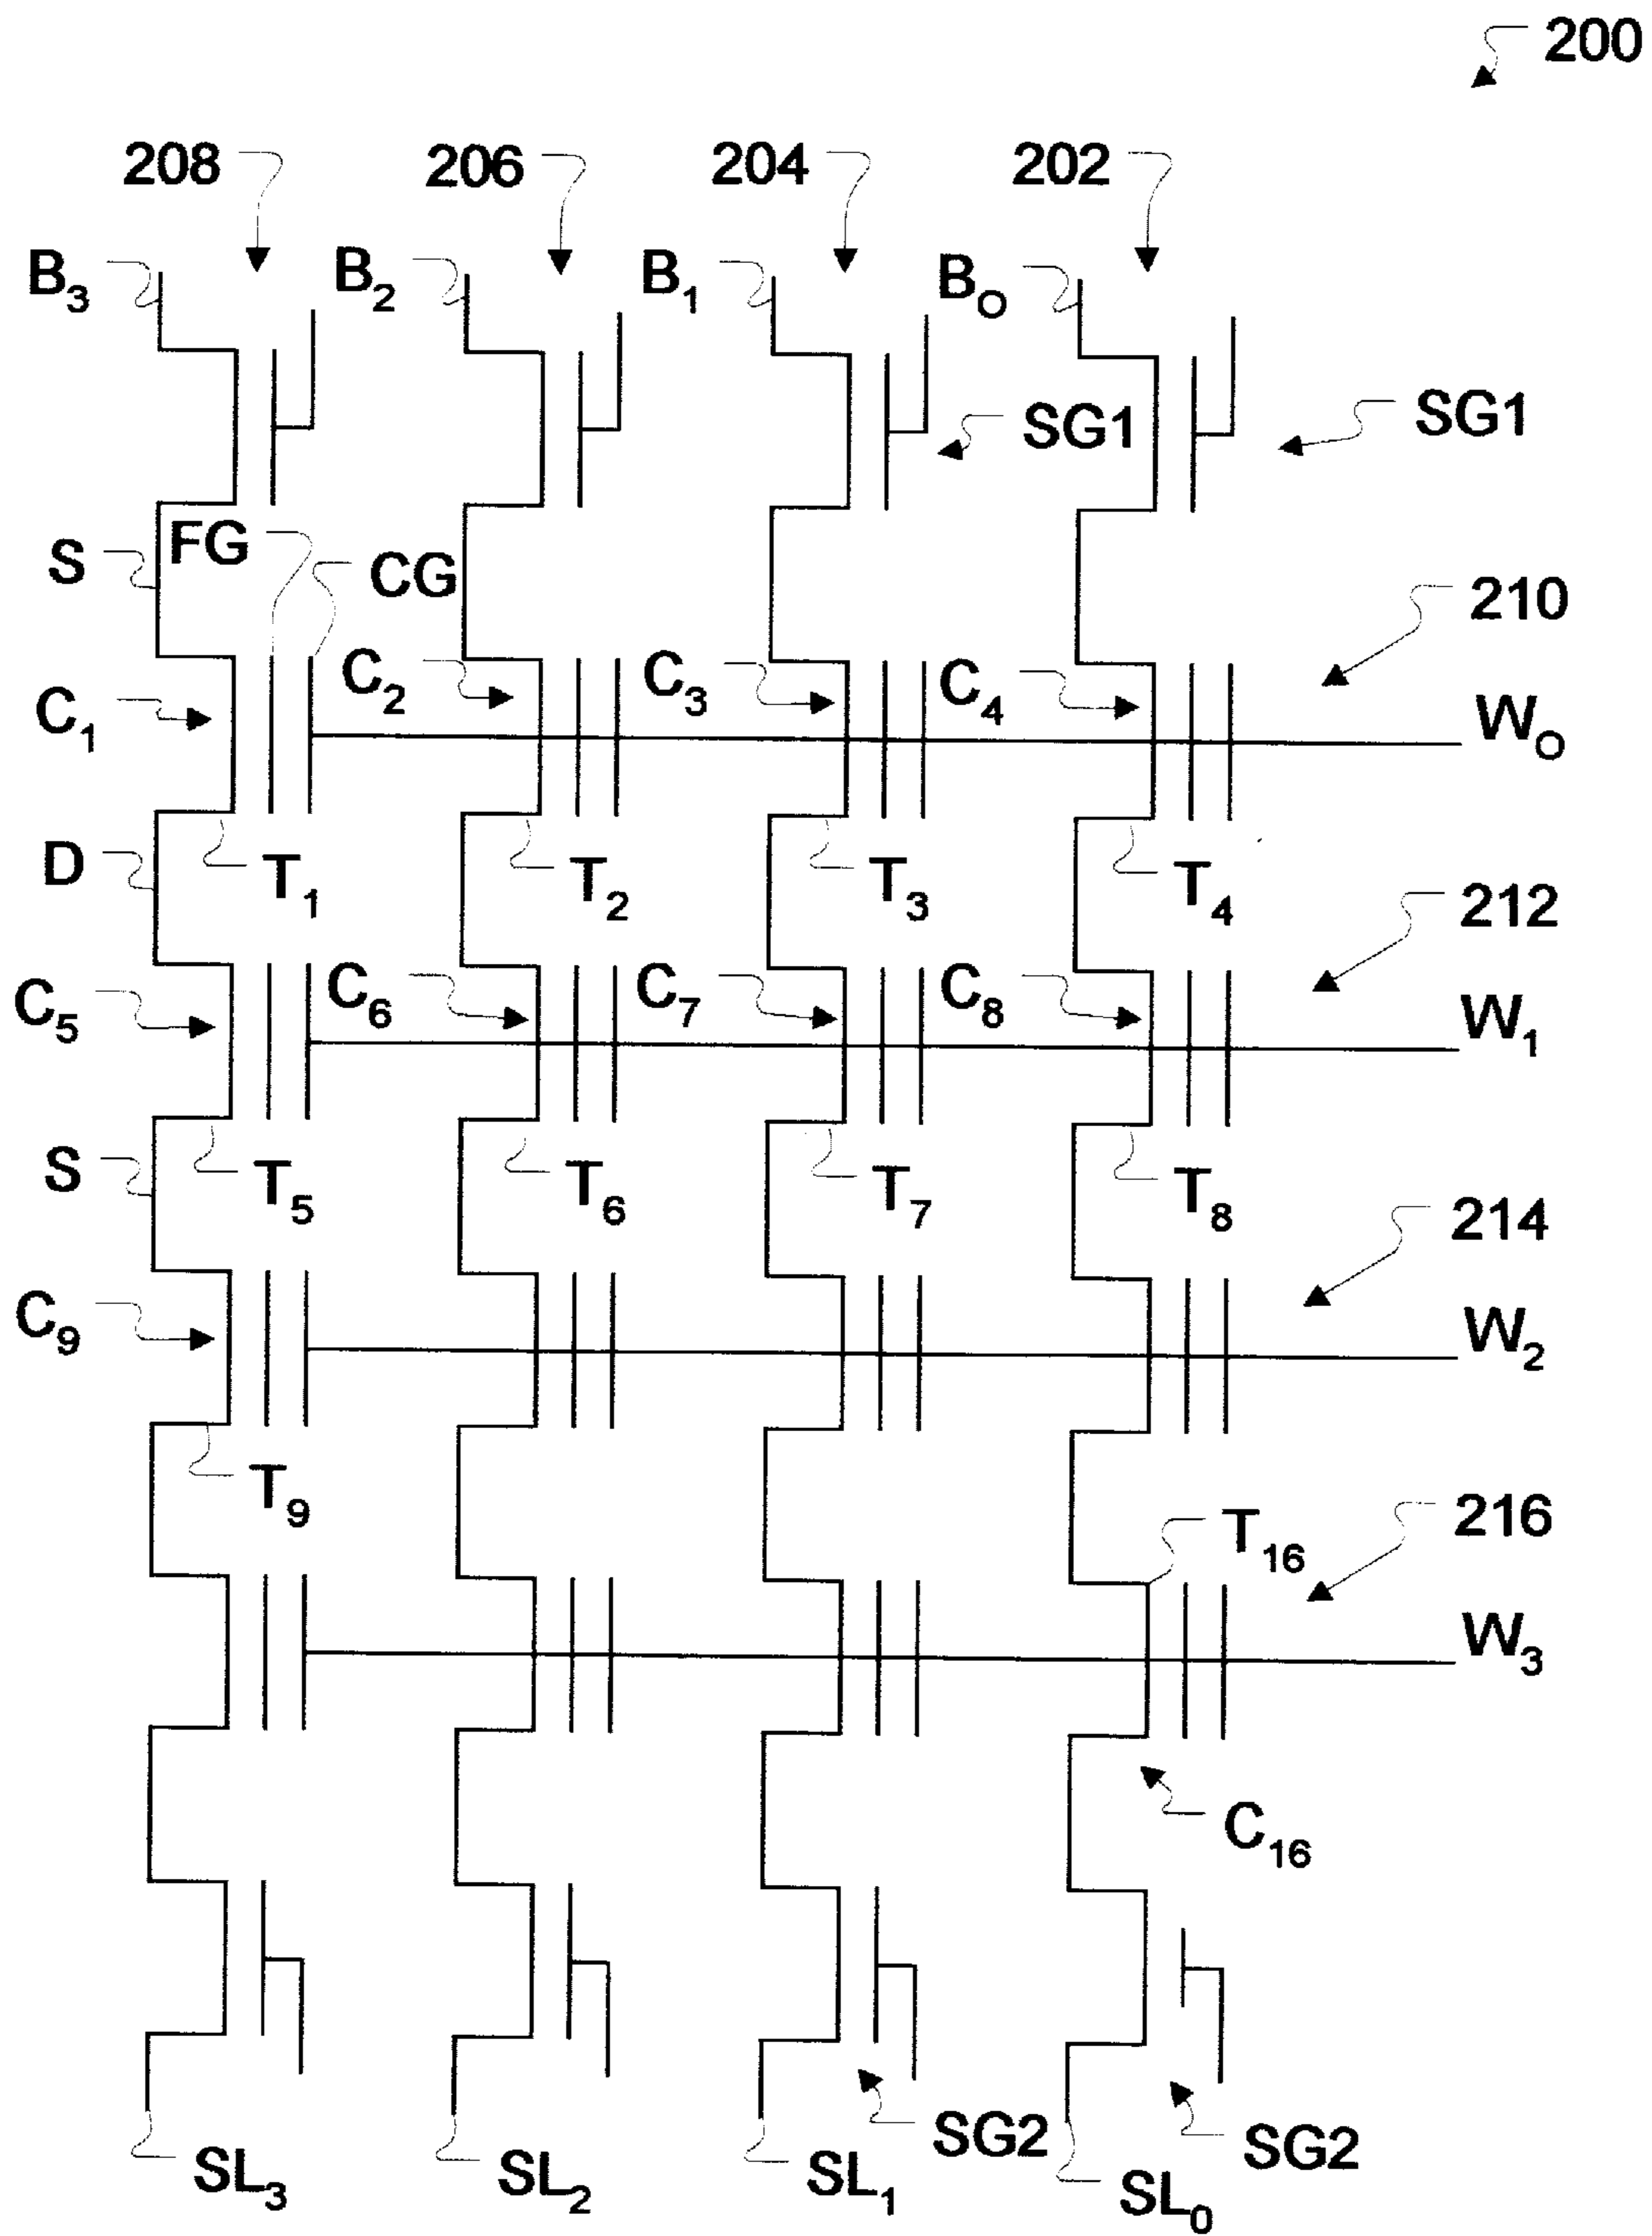 200
208 206 204 202
B3 B2 B1 BO
SG1 SG1
S FG CG
210
C1 C2 C3 C4 WO
D T1 T2 T3 T4
212
C5 C6 C7 C8 W1
S T5 T6 T7 T8
214
C9 W2
T9 T16 216
W3
C16
SG2 SG2
SL3 SL2 SL1 SL0